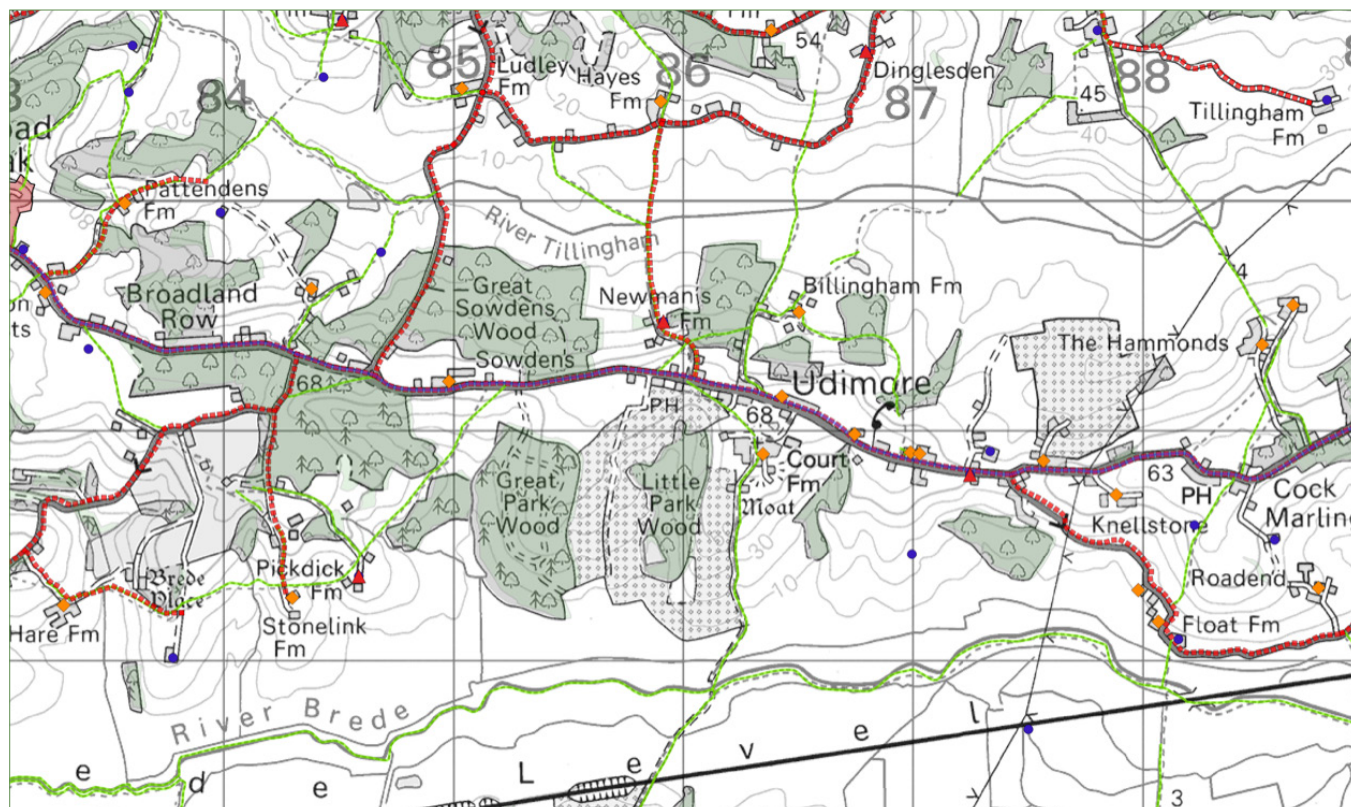 54
85
Ludley
Fm
Hayes
Fm
86
Dinglesden
87
88
45
40
Tillingham
Fm
30
84
20
20
10
Pattendens
Fm
River Tillingham
4
Broadland
Row
Great
Sowdens
Wood
Sowdens
Newman's
Fm
Billingham Fm
The Hammonds
68
PH
68
Udimore
Court
Fm
Moat
63
PH
Cock
Marling
Great
Park
Wood
Little
Park
Wood
Knellstone
30
10
Brede
Place
Pickdick
Fm
Roadend
Hare Fm
Stonelink
Fm
Float Fm
River Brede
e
d
e
L
e
v
e
l
3